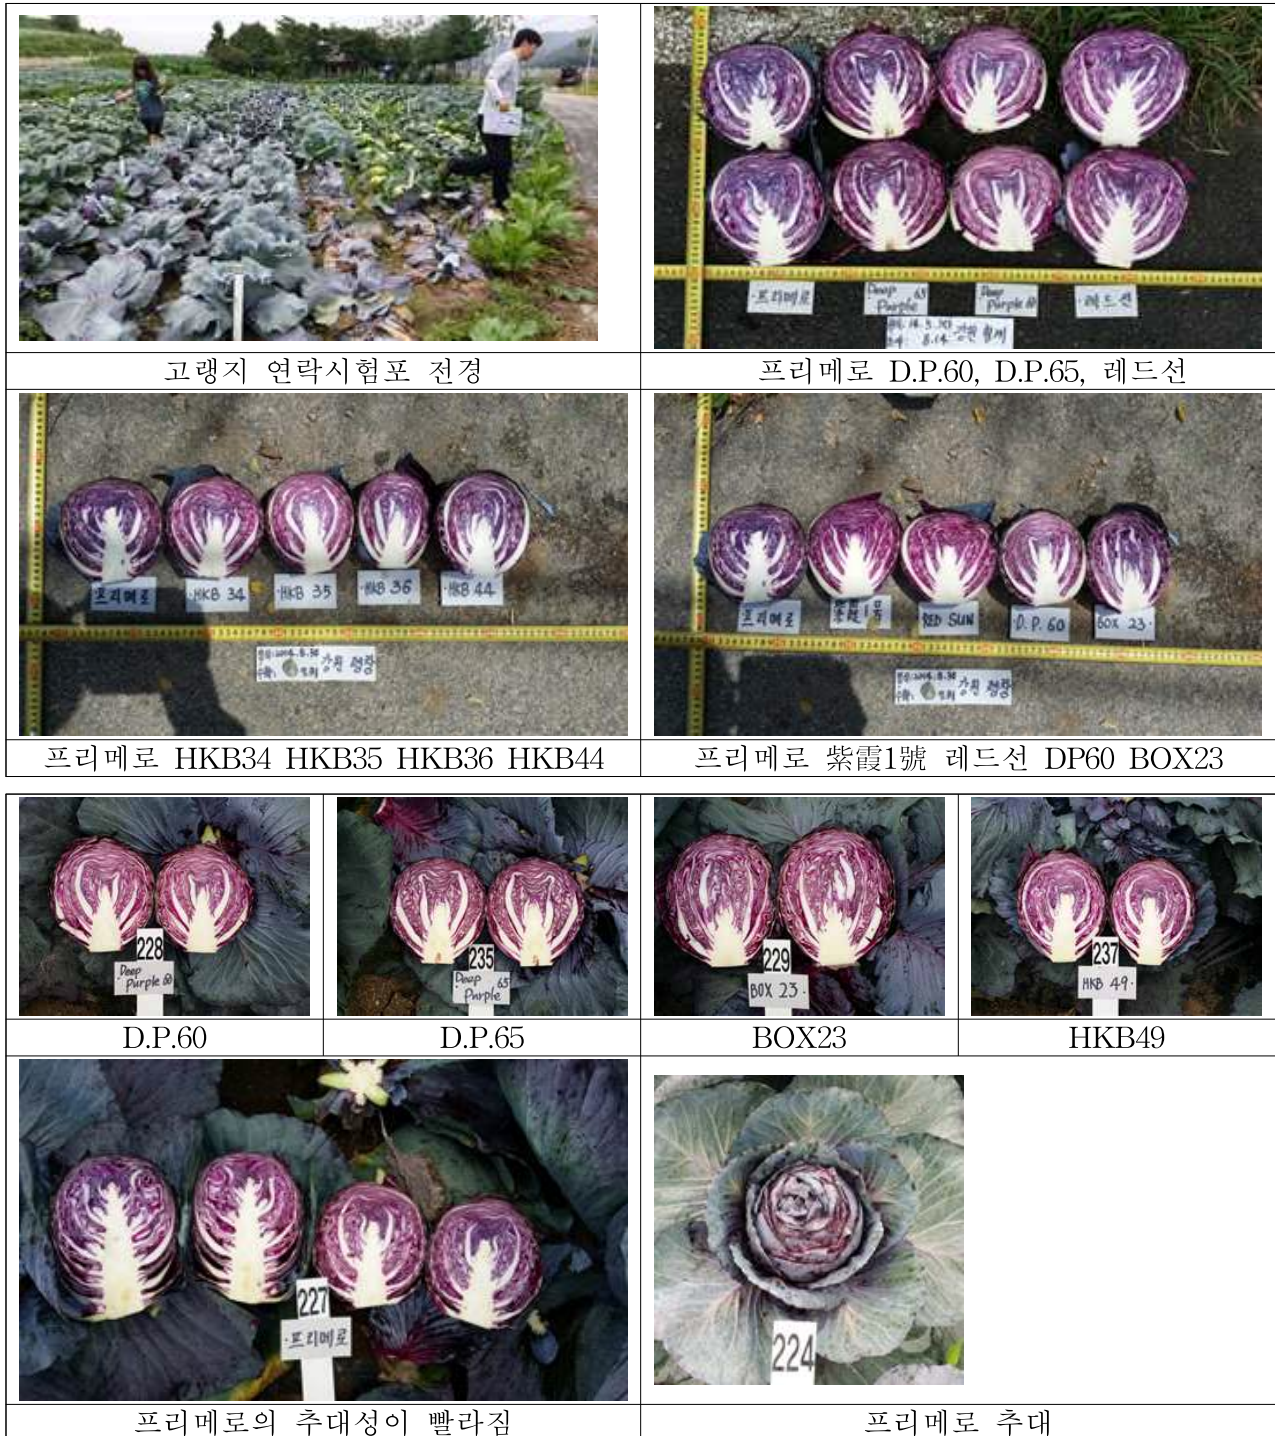 고랭지 연락시험포 전경
·프리메로
Deep Purple 65
Deep Purple 60
·레드선
프리메로 D.P.60, D.P.65, 레드선
·프리메로
·HKB 34
·HKB 35
·HKB 36
·HKB 44
강원
프리메로 HKB34 HKB35 HKB36 HKB44
프리메로
紫霞1号
RED SUN
D.P. 60
BOX 23·
강원
프리메로 紫霞1號 레드선 DP60 BOX23
228
Deep Purple 60
235
Deep Purple 65
229
BOX 23·
237
HKB 49·
D.P.60
D.P.65
BOX23
HKB49
227
·프리메로
224
프리메로의 추대성이 빨라짐
프리메로 추대